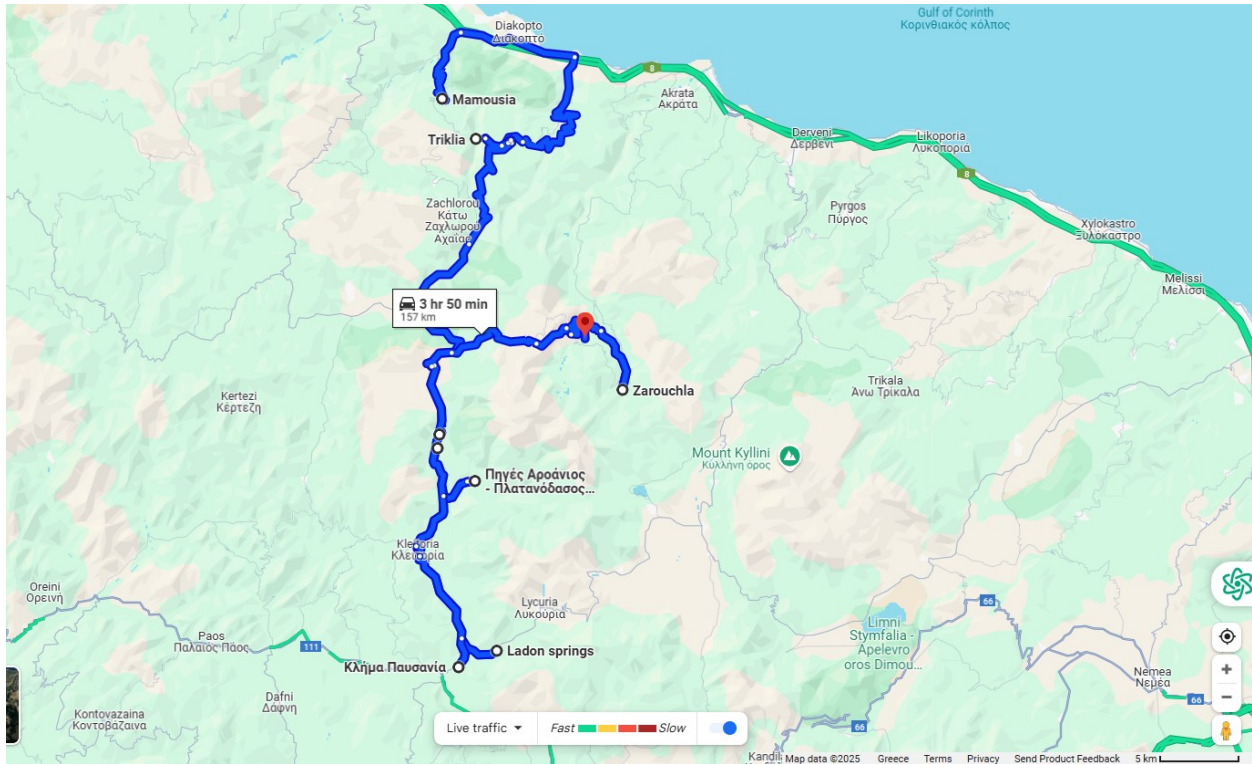 Gulf of Corinth
Κορινθιακός κόλπος
Diakopto
Διακοπτό
8
Mamousia
Akrata
Ακράτα
Triklia
Derveni
Δερβένι
Likoporia
Λυκοποριά
8
Zachlorou
Κάτω
Ζαχλωρού
Αχαΐας
Pyrgos
Πύργος
Xylokastro
Ξυλόκαστρο
Melissi
Μελίσσι
3 hr 50 min
157 km
Zarouchla
Trikala
Άνω Τρίκαλα
Kertezi
Κέρτεζη
Mount Kyllini
Κυλλήνη όρος
Πηγές Αροάνιος
- Πλατανόδασος...
Kleitoria
Κλειτορία
Oreini
Ορεινή
Lycuria
Λυκούρια
66
Paos
Παλαιός Πάος
111
Limni
Stymfalia -
Apelevro
oros Dimou...
Ladon springs
Κλήμα Παυσανία
Nemea
Νεμέα
66
Dafni
Δάφνη
Kontovazaina
Κοντοβάζαινα
66
Live traffic
Fast
Slow
Kandil
Map data ©2025
Greece
Terms
Privacy
Send Product Feedback
5 km